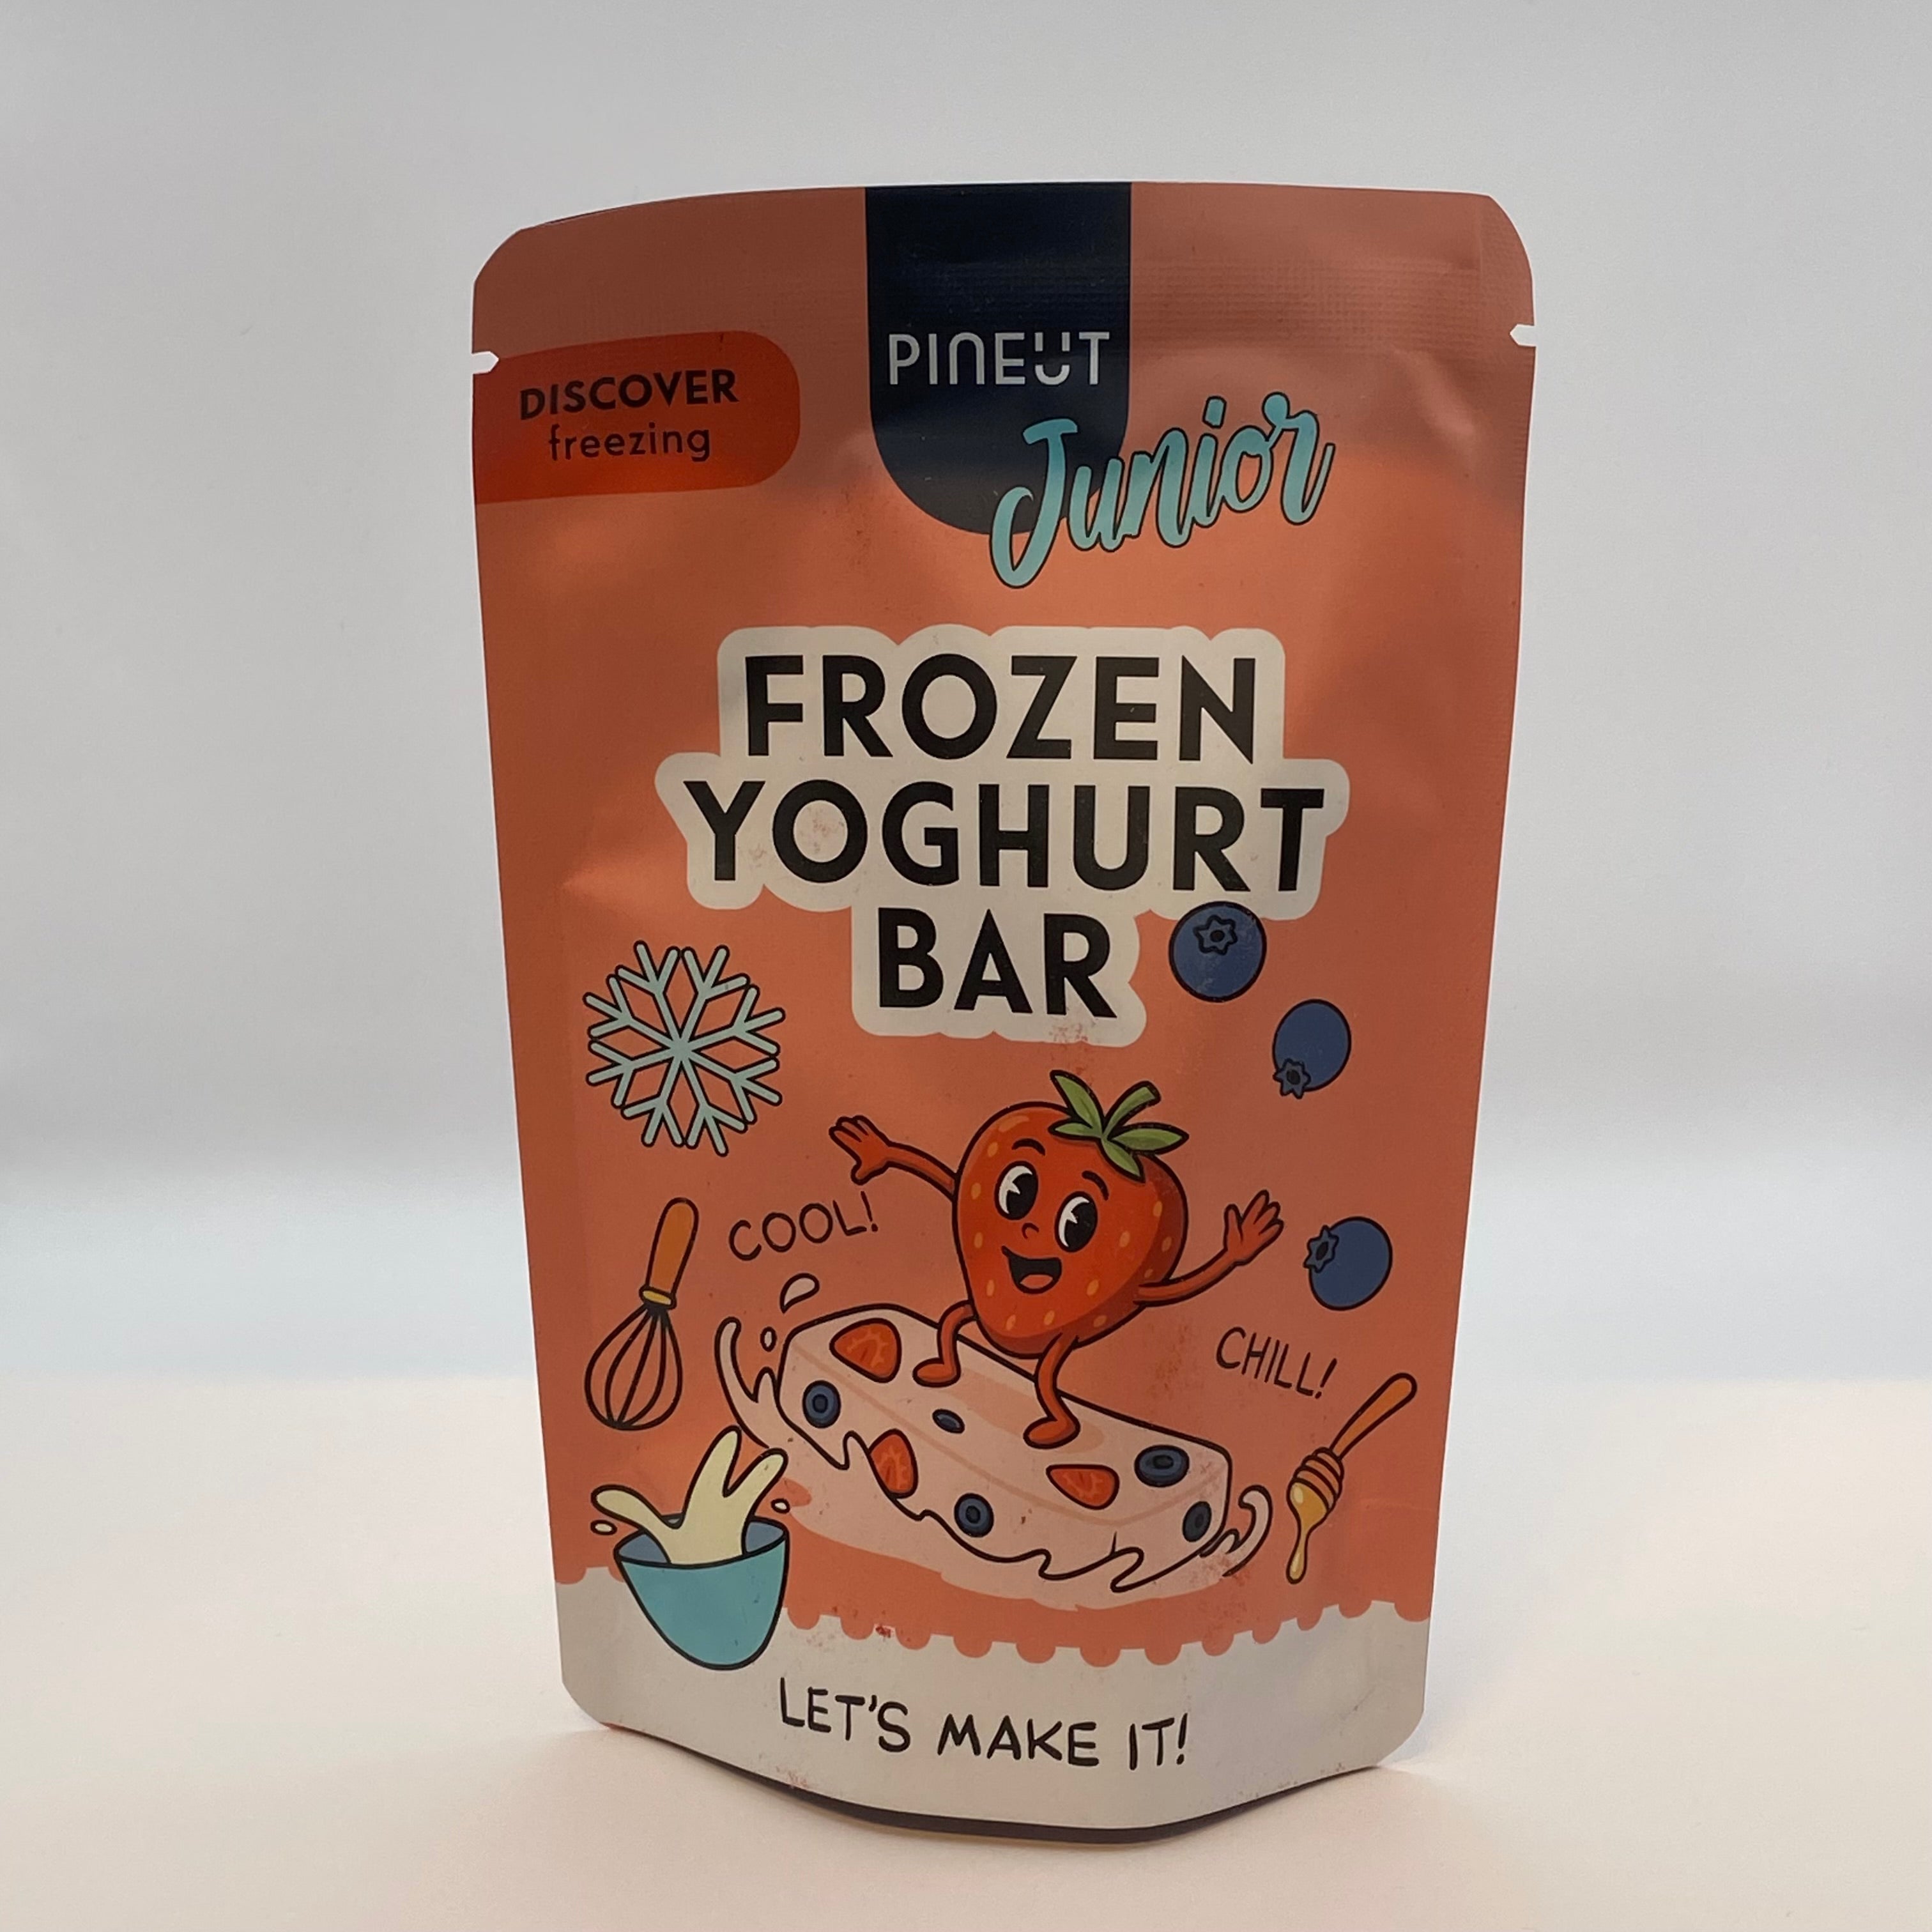 PINEUT
Junior
DISCOVER
freezing
FROZEN
YOGHURT
BAR
COOL!
CHILL!
LET'S MAKE IT!